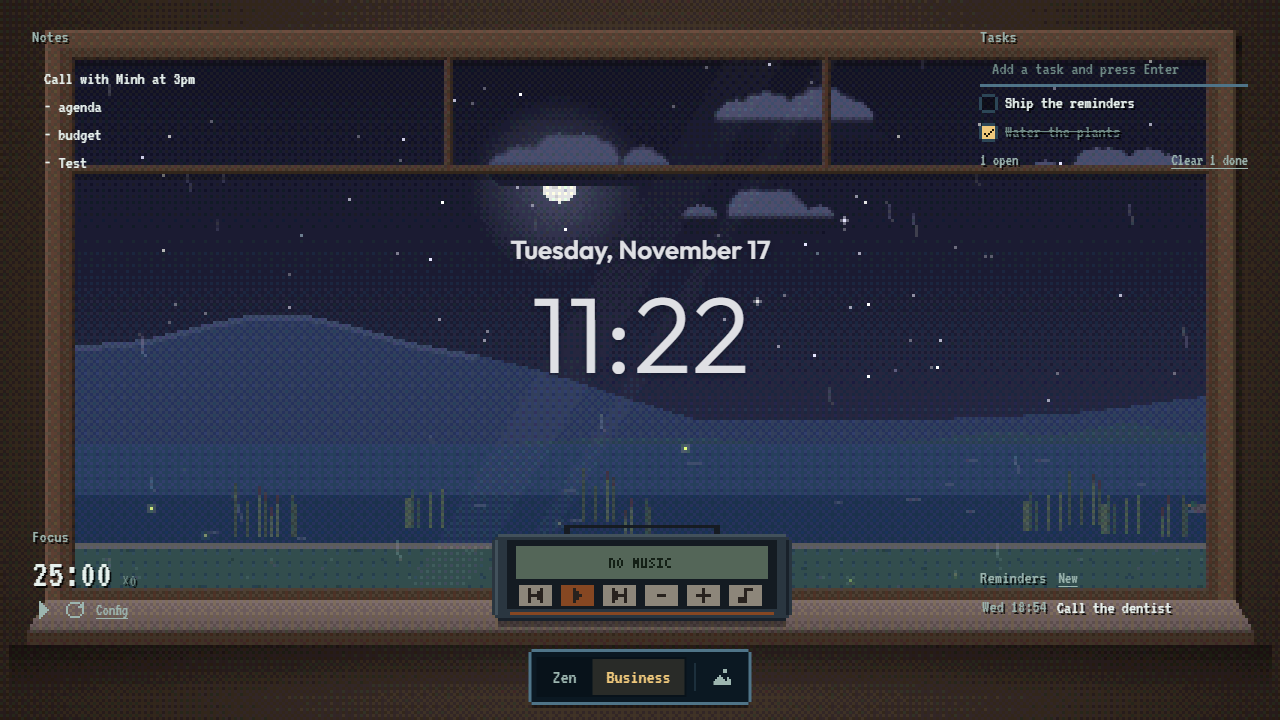 Notes
Call with Minh at 3pm
- agenda
- budget
- Test
Tasks
Add a task and press Enter
Ship the reminders
Water the plants
1 open
Clear 1 done
Tuesday, November 17
11:22
Focus
25:00 x0
Config
NO MUSIC
Reminders New
Wed 18:54 Call the dentist
Zen Business